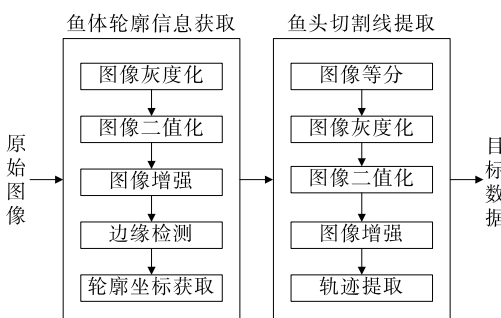 鱼体轮廓信息获取
鱼头切割线提取
原始图像
图像灰度化
图像二值化
图像增强
边缘检测
轮廓坐标获取
图像等分
图像灰度化
图像二值化
图像增强
轨迹提取
目标数据